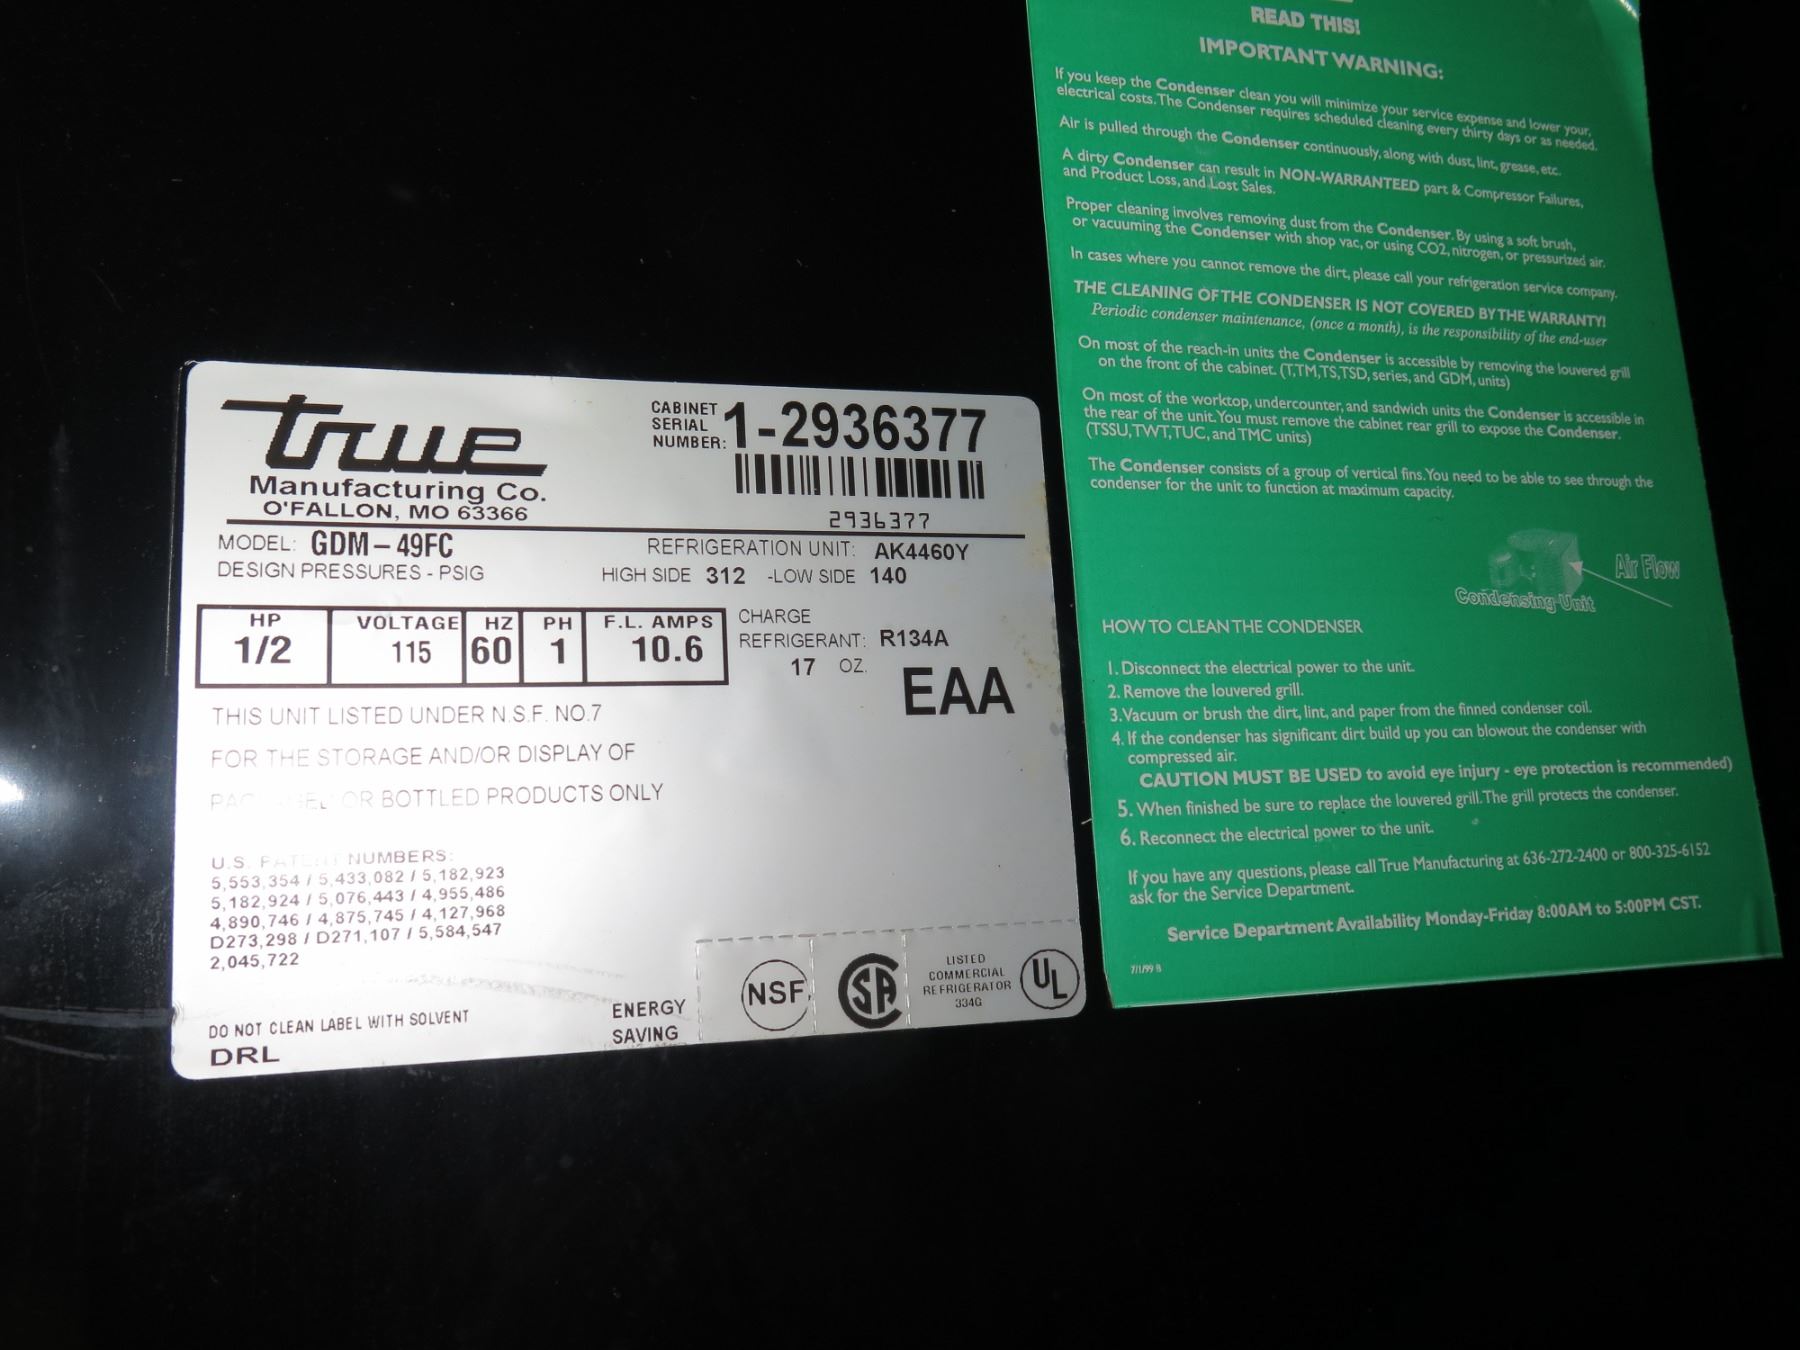 true
Manufacturing Co.
O'FALLON, MO 63366
CABINET
SERIAL
NUMBER: 1-2936377
2936377
MODEL: GDM-49FC
REFRIGERATION UNIT: AK4460Y
DESIGN PRESSURES - PSIG
HIGH SIDE 312 -LOW SIDE 140
HP
1/2
VOLTAGE
115
HZ
60
PH
1
F.L. AMPS
10.6
CHARGE
REFRIGERANT: R134A
17 OZ.
EAA
THIS UNIT LISTED UNDER N.S.F. NO.7
FOR THE STORAGE AND/OR DISPLAY OF
OR BOTTLED PRODUCTS ONLY
U.S. PATENT NUMBERS:
5,553,354 / 5,433,082 / 5,182,923
5,182,924 / 5,076,443 / 4,955,486
4,890,746 / 4,875,745 / 4,127,968
D273,298 / D271,107 / 5,584,547
2,045,722
DO NOT CLEAN LABEL WITH SOLVENT
DRL
ENERGY
SAVING
NSF
SA
LISTED
COMMERCIAL
REFRIGERATOR
334G
UL
READ THIS!
IMPORTANT WARNING:
If you keep the Condenser clean you will minimize your service expense and lower your,
electrical costs.The Condenser requires scheduled cleaning every thirty days or as needed.
Air is pulled through the Condenser continuously, along with dust, lint, grease, etc.
A dirty Condenser can result in NON-WARRANTEED part & Compressor Failures,
and Product Loss, and Lost Sales.
Proper cleaning involves removing dust from the Condenser. By using a soft brush,
or vacuuming the Condenser with shop vac, or using CO2, nitrogen, or pressurized air.
In cases where you cannot remove the dirt, please call your refrigeration service company.
THE CLEANING OF THE CONDENSER IS NOT COVERED BY THE WARRANTY!
Periodic condenser maintenance, (once a month), is the responsibility of the end-user
On most of the reach-in units the Condenser is accessible by removing the louvered grill
on the front of the cabinet. (T,TM,TS,TSD, series, and GDM, units)
On most of the worktop, undercounter, and sandwich units the Condenser is accessible in
the rear of the unit. You must remove the cabinet rear grill to expose the Condenser.
(TSSU,TWT,TUC, and TMC units)
The Condenser consists of a group of vertical fins. You need to be able to see through the
condenser for the unit to function at maximum capacity.
Air Flow
Condensing Unit
HOW TO CLEAN THE CONDENSER
1. Disconnect the electrical power to the unit.
2. Remove the louvered grill.
3. Vacuum or brush the dirt, lint, and paper from the finned condenser coil.
4. If the condenser has significant dirt build up you can blowout the condenser with
compressed air.
CAUTION MUST BE USED to avoid eye injury - eye protection is recommended)
5. When finished be sure to replace the louvered grill. The grill protects the condenser.
6. Reconnect the electrical power to the unit.
If you have any questions, please call True Manufacturing at 636-272-2400 or 800-325-6152
ask for the Service Department.
Service Department Availability Monday-Friday 8:00AM to 5:00PM CST.
7/1/99 B